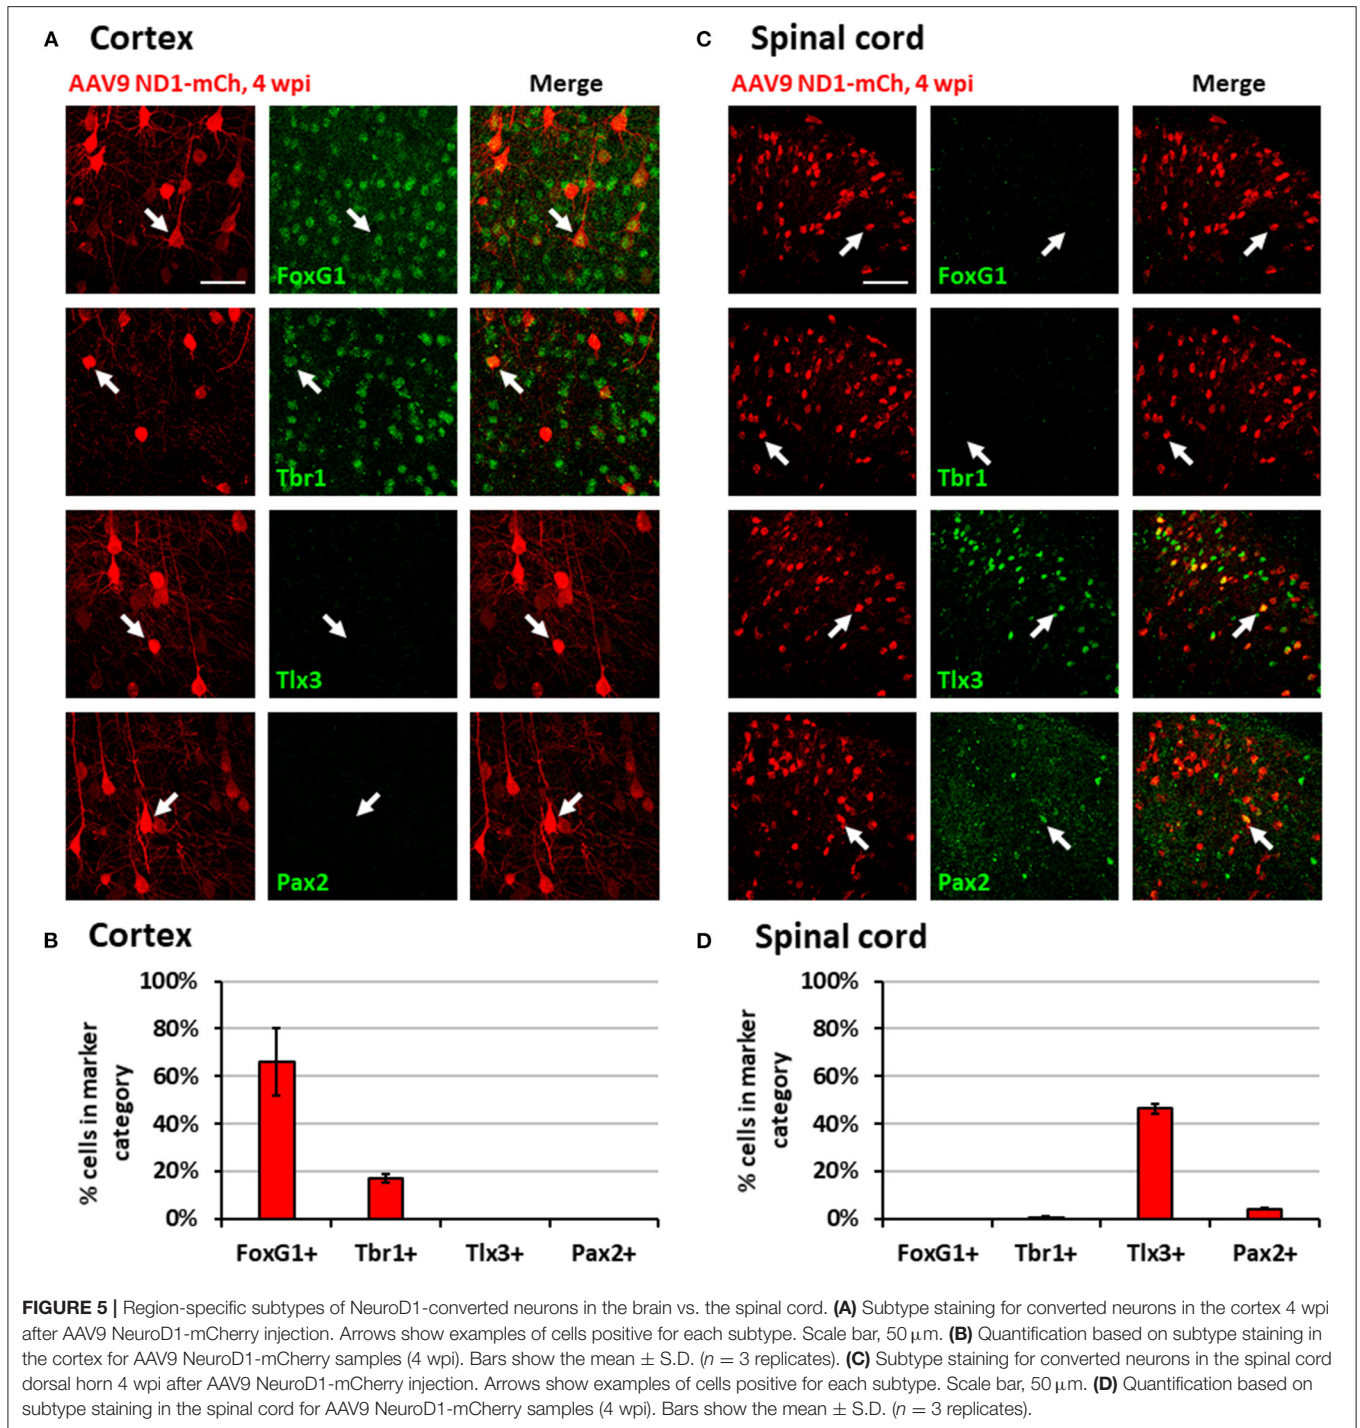 A Cortex
AAV9 ND1-mCh, 4 wpi Merge
FoxG1
Tbr1
Tlx3
Pax2
C Spinal cord
AAV9 ND1-mCh, 4 wpi Merge
FoxG1
Tbr1
Tlx3
Pax2
B Cortex
% cells in marker
category
100%
80%
60%
40%
20%
0%
FoxG1+ Tbr1+ Tlx3+ Pax2+
D Spinal cord
% cells in marker
category
100%
80%
60%
40%
20%
0%
FoxG1+ Tbr1+ Tlx3+ Pax2+
FIGURE 5 | Region-specific subtypes of NeuroD1-converted neurons in the brain vs. the spinal cord. (A) Subtype staining for converted neurons in the cortex 4 wpi
after AAV9 NeuroD1-mCherry injection. Arrows show examples of cells positive for each subtype. Scale bar, 50 μm. (B) Quantification based on subtype staining in
the cortex for AAV9 NeuroD1-mCherry samples (4 wpi). Bars show the mean ± S.D. (n = 3 replicates). (C) Subtype staining for converted neurons in the spinal cord
dorsal horn 4 wpi after AAV9 NeuroD1-mCherry injection. Arrows show examples of cells positive for each subtype. Scale bar, 50 μm. (D) Quantification based on
subtype staining in the spinal cord for AAV9 NeuroD1-mCherry samples (4 wpi). Bars show the mean ± S.D. (n = 3 replicates).